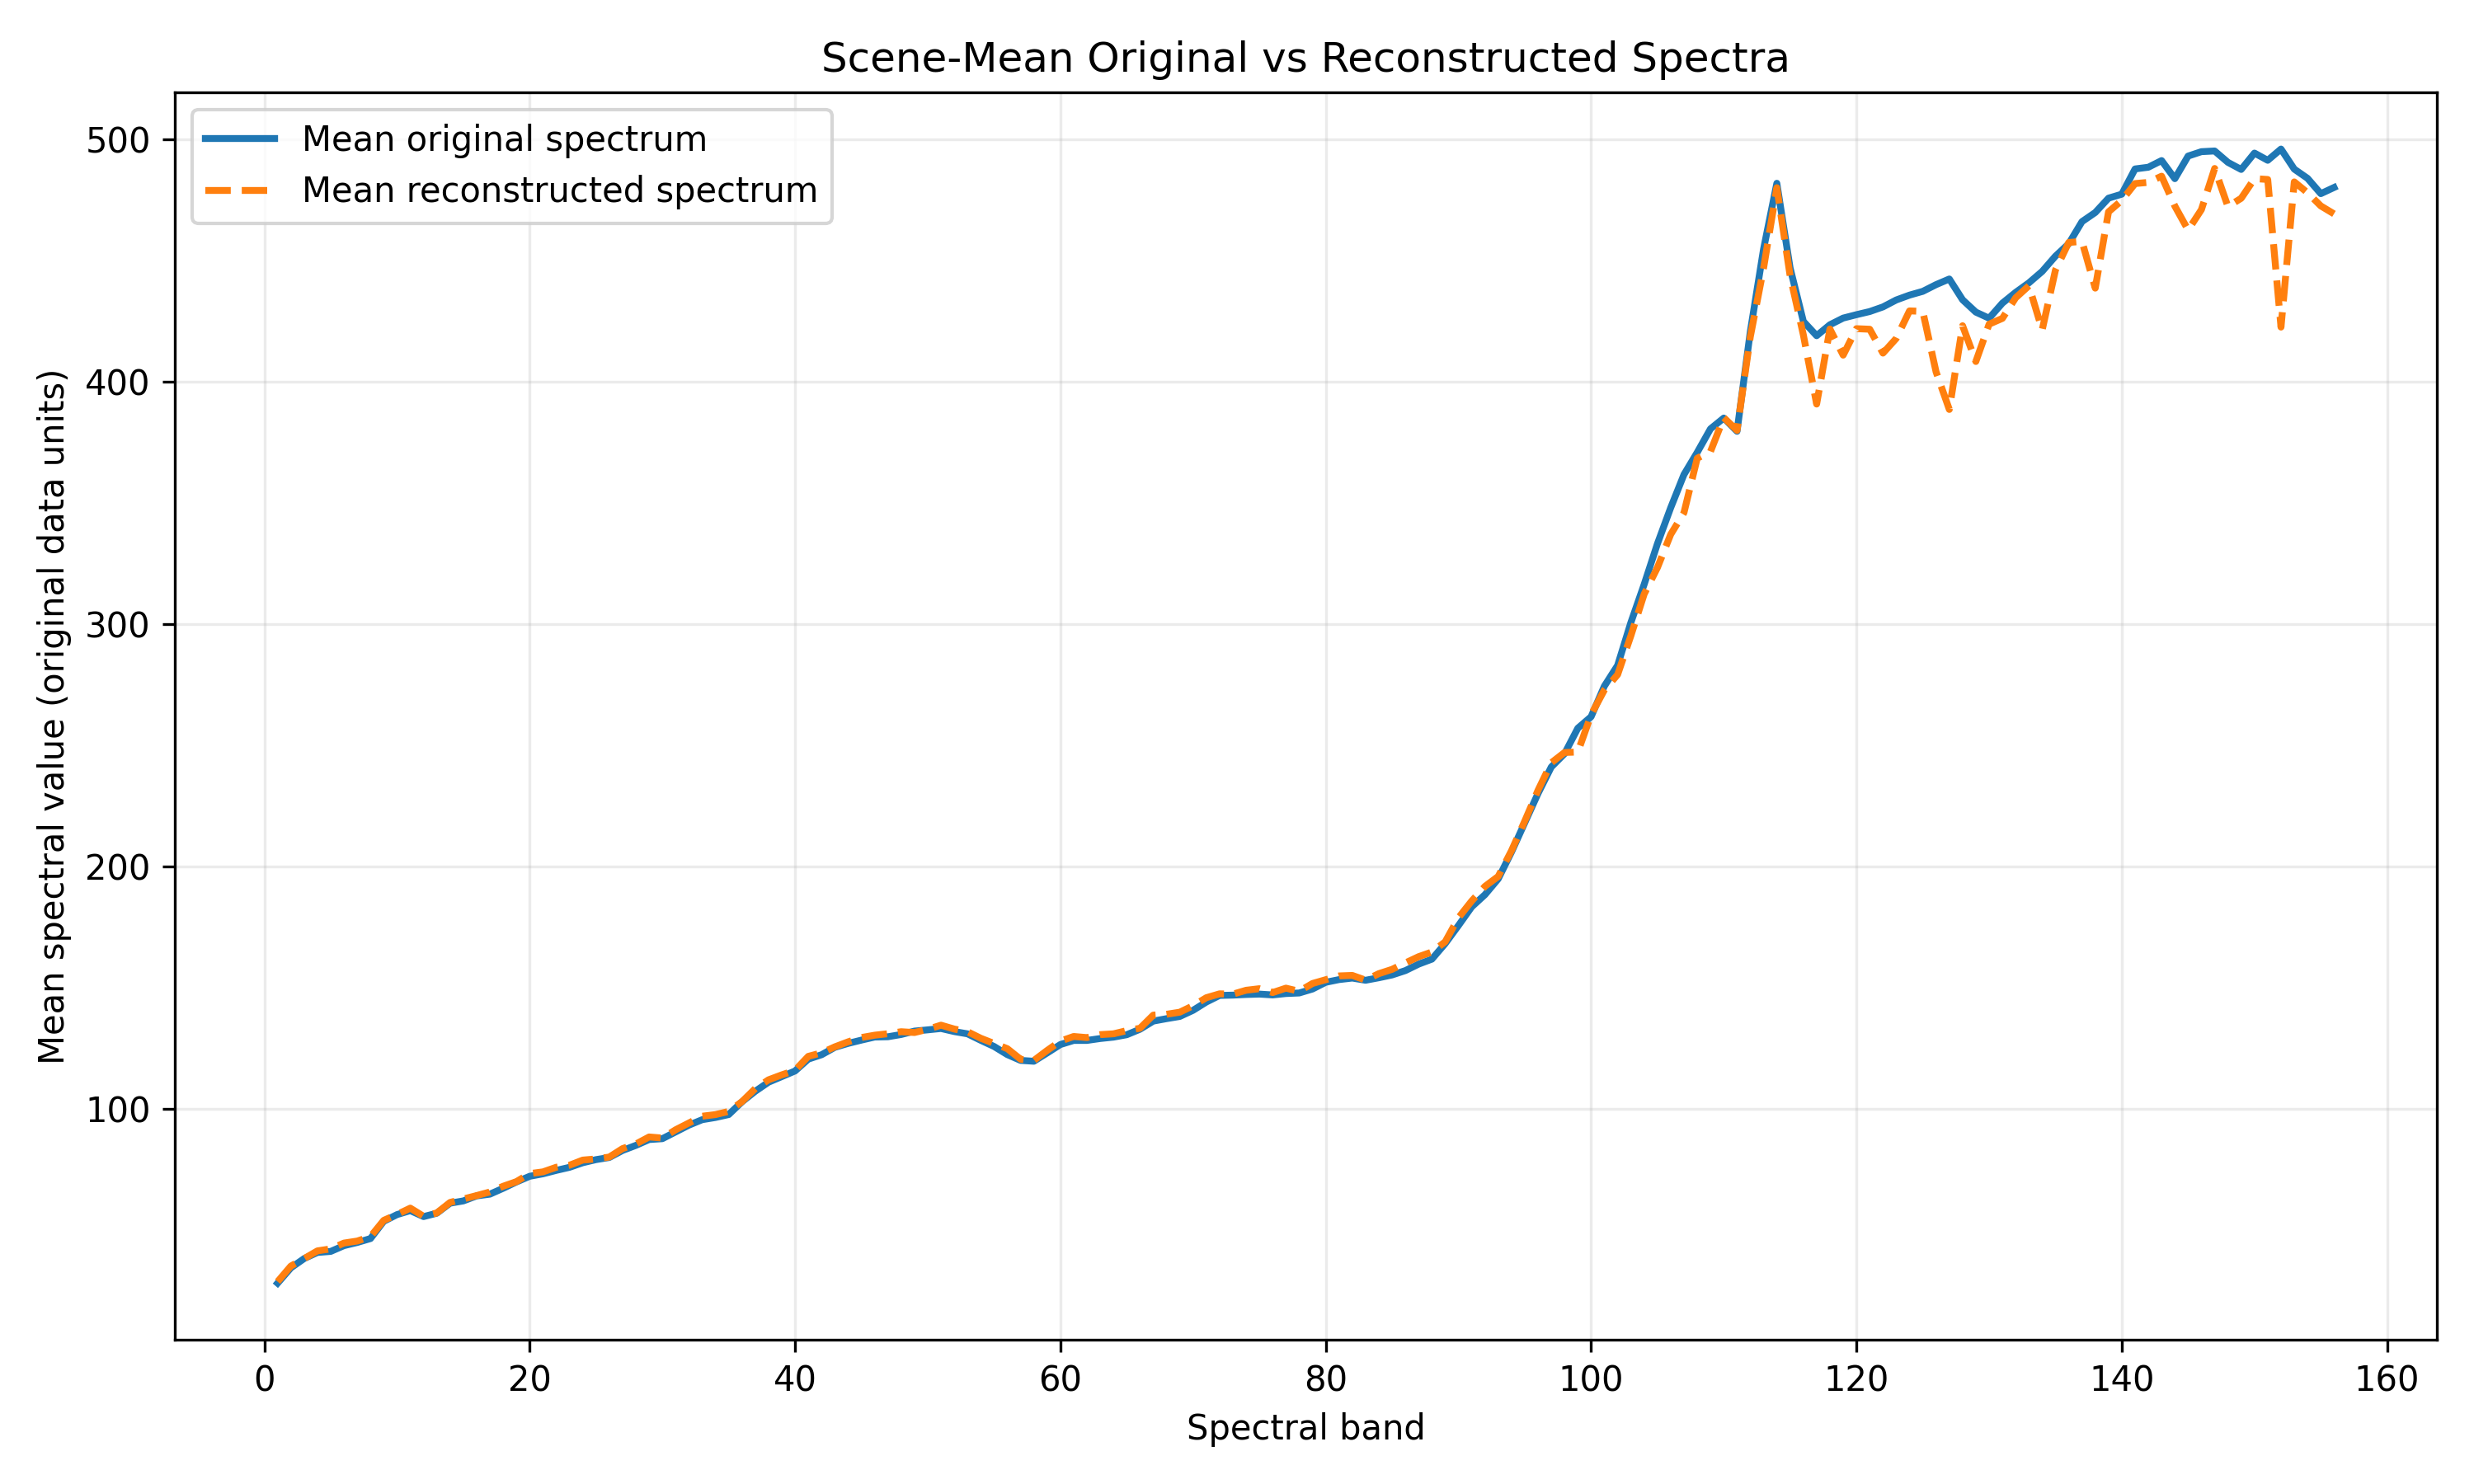 Scene-Mean Original vs Reconstructed Spectra
Mean original spectrum
Mean reconstructed spectrum
Mean spectral value (original data units)
500
400
300
200
100
0 20 40 60 80 100 120 140 160
Spectral band